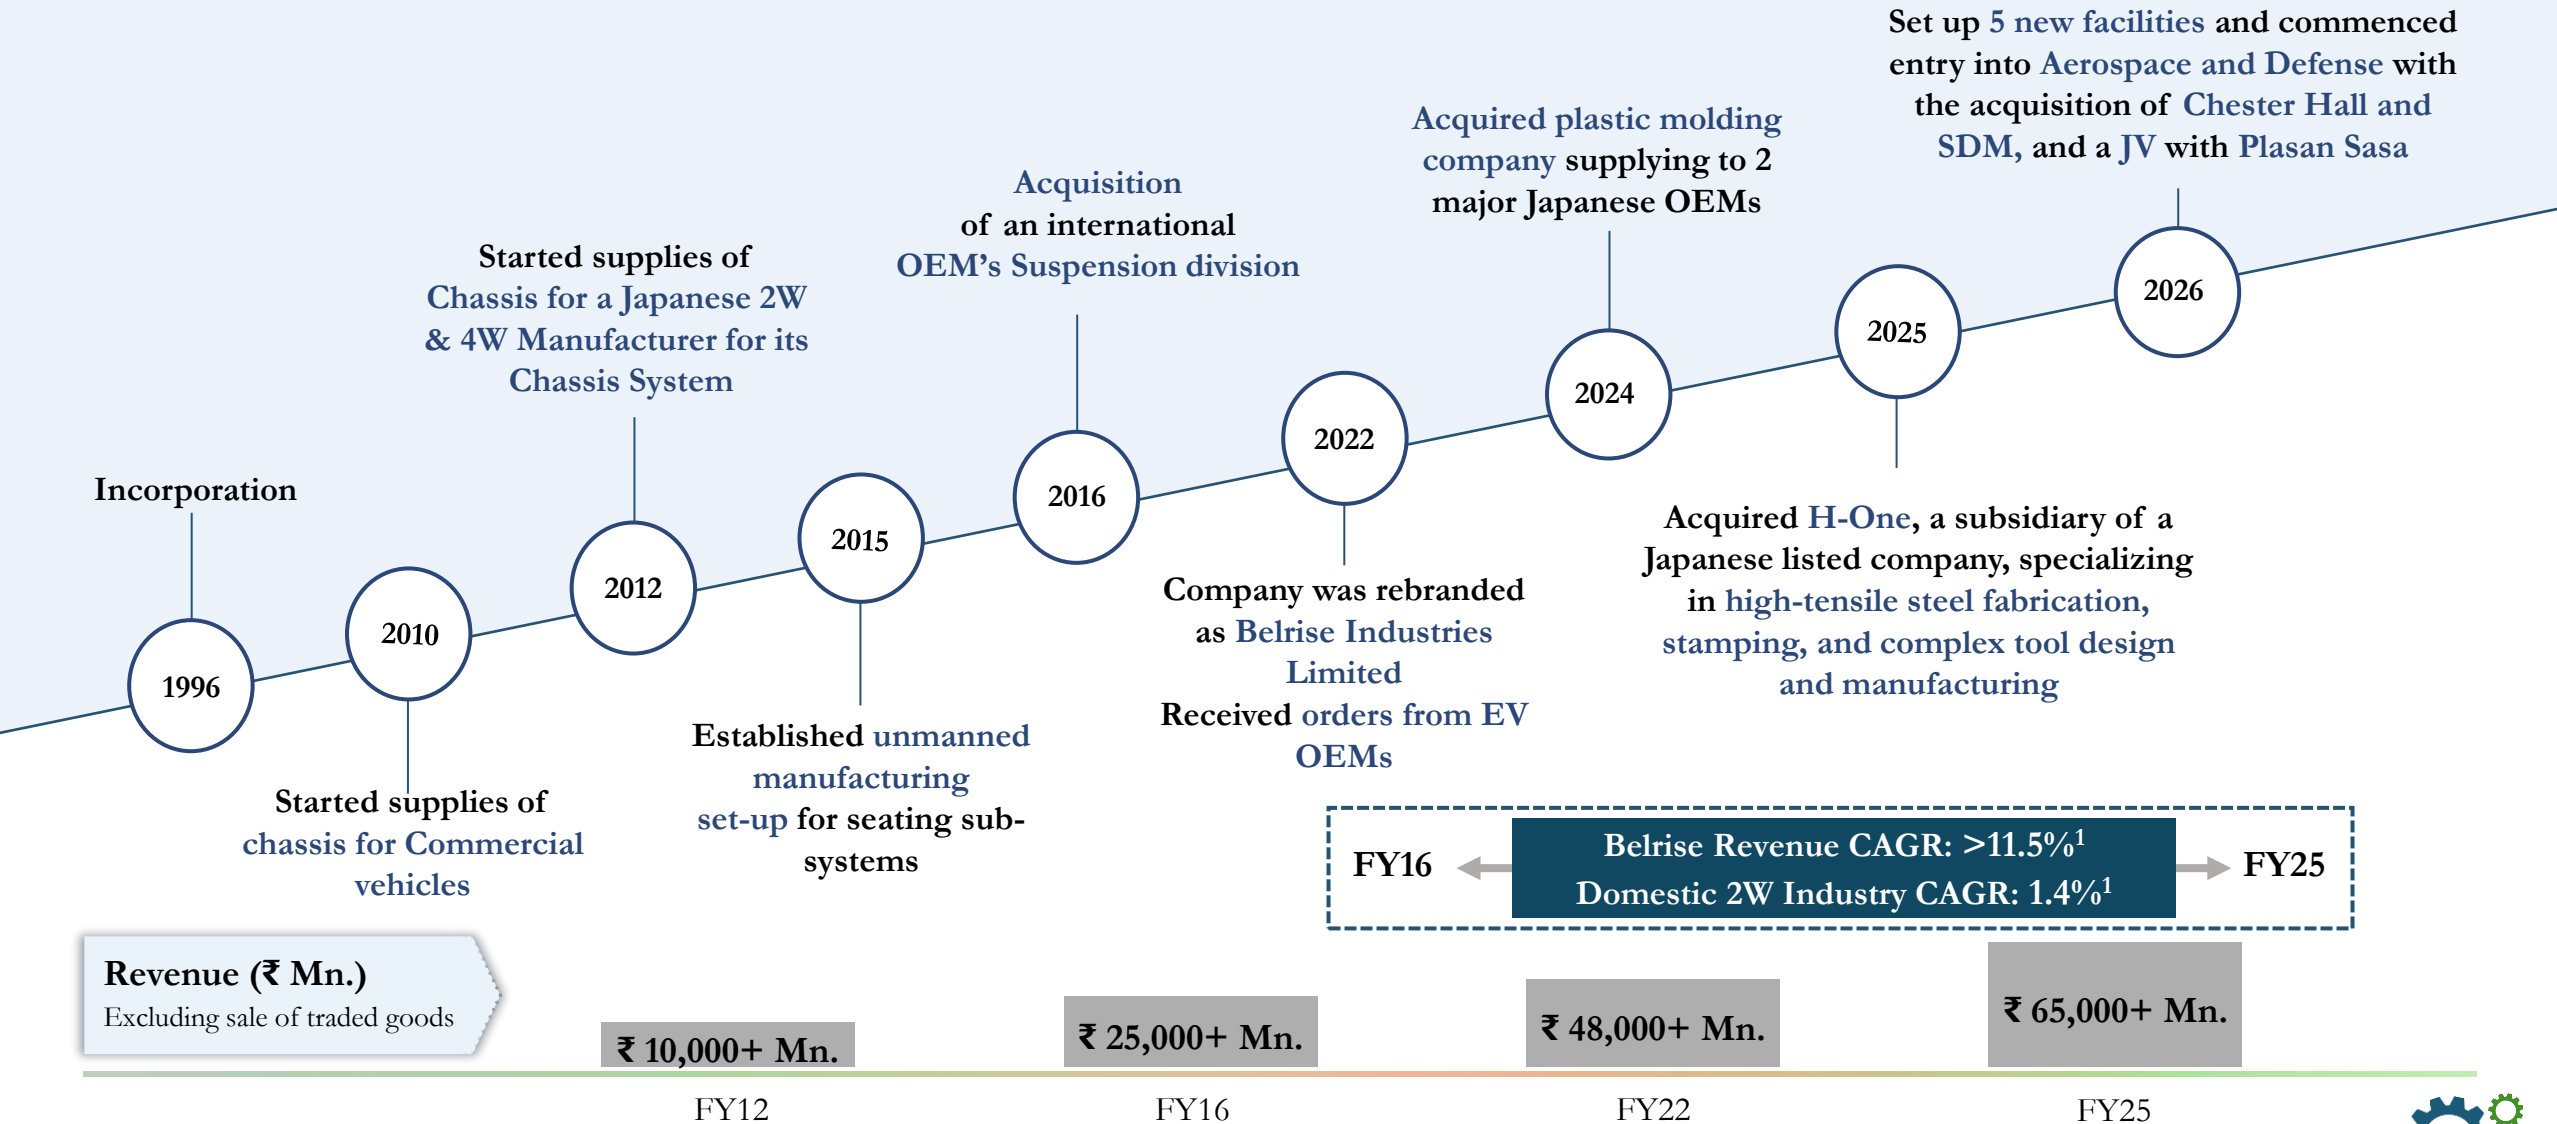 Set up 5 new facilities and commenced
entry into Aerospace and Defense with
the acquisition of Chester Hall and
SDM, and a JV with Plasan Sasa
Acquired plastic molding
company supplying to 2
major Japanese OEMs
Acquisition
of an international
OEM’s Suspension division
Started supplies of
Chassis for a Japanese 2W
& 4W Manufacturer for its
Chassis System
Incorporation
1996
2010
2012
2015
2016
2022
2024
2025
2026
Started supplies of
chassis for Commercial
vehicles
Established unmanned
manufacturing
set-up for seating sub-
systems
Company was rebranded
as Belrise Industries
Limited
Received orders from EV
OEMs
Acquired H-One, a subsidiary of a
Japanese listed company, specializing
in high-tensile steel fabrication,
stamping, and complex tool design
and manufacturing
FY16
Belrise Revenue CAGR: >11.5%¹
Domestic 2W Industry CAGR: 1.4%¹
FY25
Revenue (₹ Mn.)
Excluding sale of traded goods
₹ 10,000+ Mn.
₹ 25,000+ Mn.
₹ 48,000+ Mn.
₹ 65,000+ Mn.
FY12
FY16
FY22
FY25